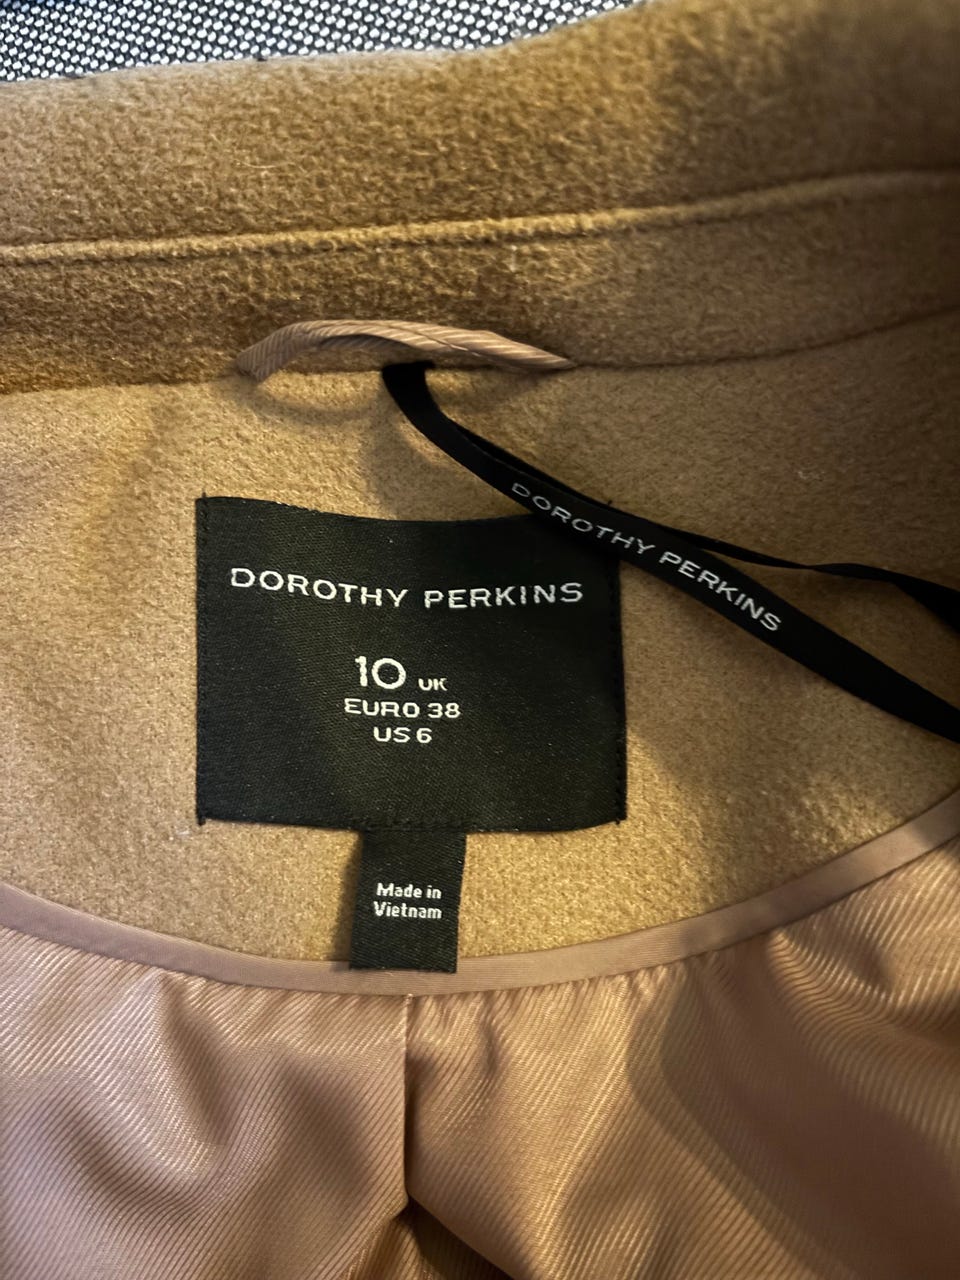 DOROTHY PERKINS
DOROTHY PERKINS
10 UK
EURO 38
US 6
Made in
Vietnam